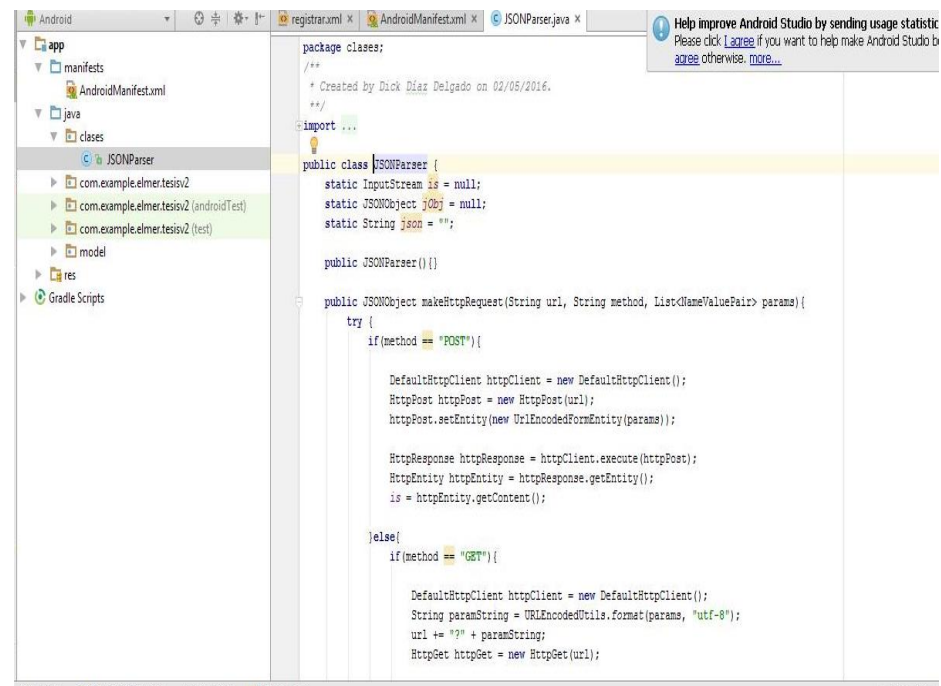 Android
registrar.xml × AndroidManifest.xml × JSONParser.java ×
Help improve Android Studio by sending usage statistic
Please click I agree if you want to help make Android Studio be
agree otherwise. more...
app
manifests
AndroidManifest.xml
java
clases
JSONParser
com.example.elmer.tesisv2
com.example.elmer.tesisv2 (androidTest)
com.example.elmer.tesisv2 (test)
model
res
Gradle Scripts
package clases;
/**
* Created by Dick Díaz Delgado on 02/05/2016.
**/
import ...
public class JSONParser {
static InputStream is = null;
static JSONObject jObj = null;
static String json = "";
public JSONParser(){}
public JSONObject makeHttpRequest(String url, String method, List<NameValuePair> params){
try {
if(method == "POST"){
DefaultHttpClient httpClient = new DefaultHttpClient();
HttpPost httpPost = new HttpPost(url);
httpPost.setEntity(new UrlEncodedFormEntity(params));
HttpResponse httpResponse = httpClient.execute(httpPost);
HttpEntity httpEntity = httpResponse.getEntity();
is = httpEntity.getContent();
}else{
if(method == "GET"){
DefaultHttpClient httpClient = new DefaultHttpClient();
String paramString = URLEncodedUtils.format(params, "utf-8");
url += "?" + paramString;
HttpGet httpGet = new HttpGet(url);